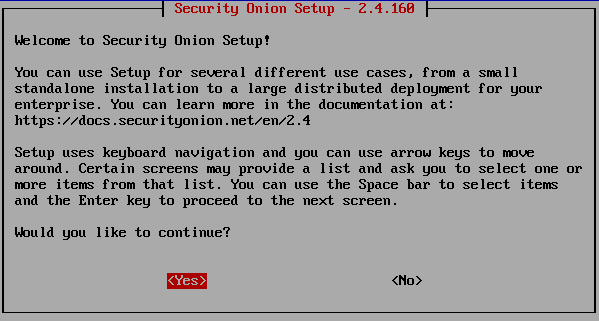 Security Onion Setup - 2.4.160
Welcome to Security Onion Setup!
You can use Setup for several different use cases, from a small
standalone installation to a large distributed deployment for your
enterprise. You can learn more in the documentation at:
https://docs.securityonion.net/en/2.4
Setup uses keyboard navigation and you can use arrow keys to move
around. Certain screens may provide a list and ask you to select one or
more items from that list. You can use the Space bar to select items
and the Enter key to proceed to the next screen.
Would you like to continue?
<Yes> <No>